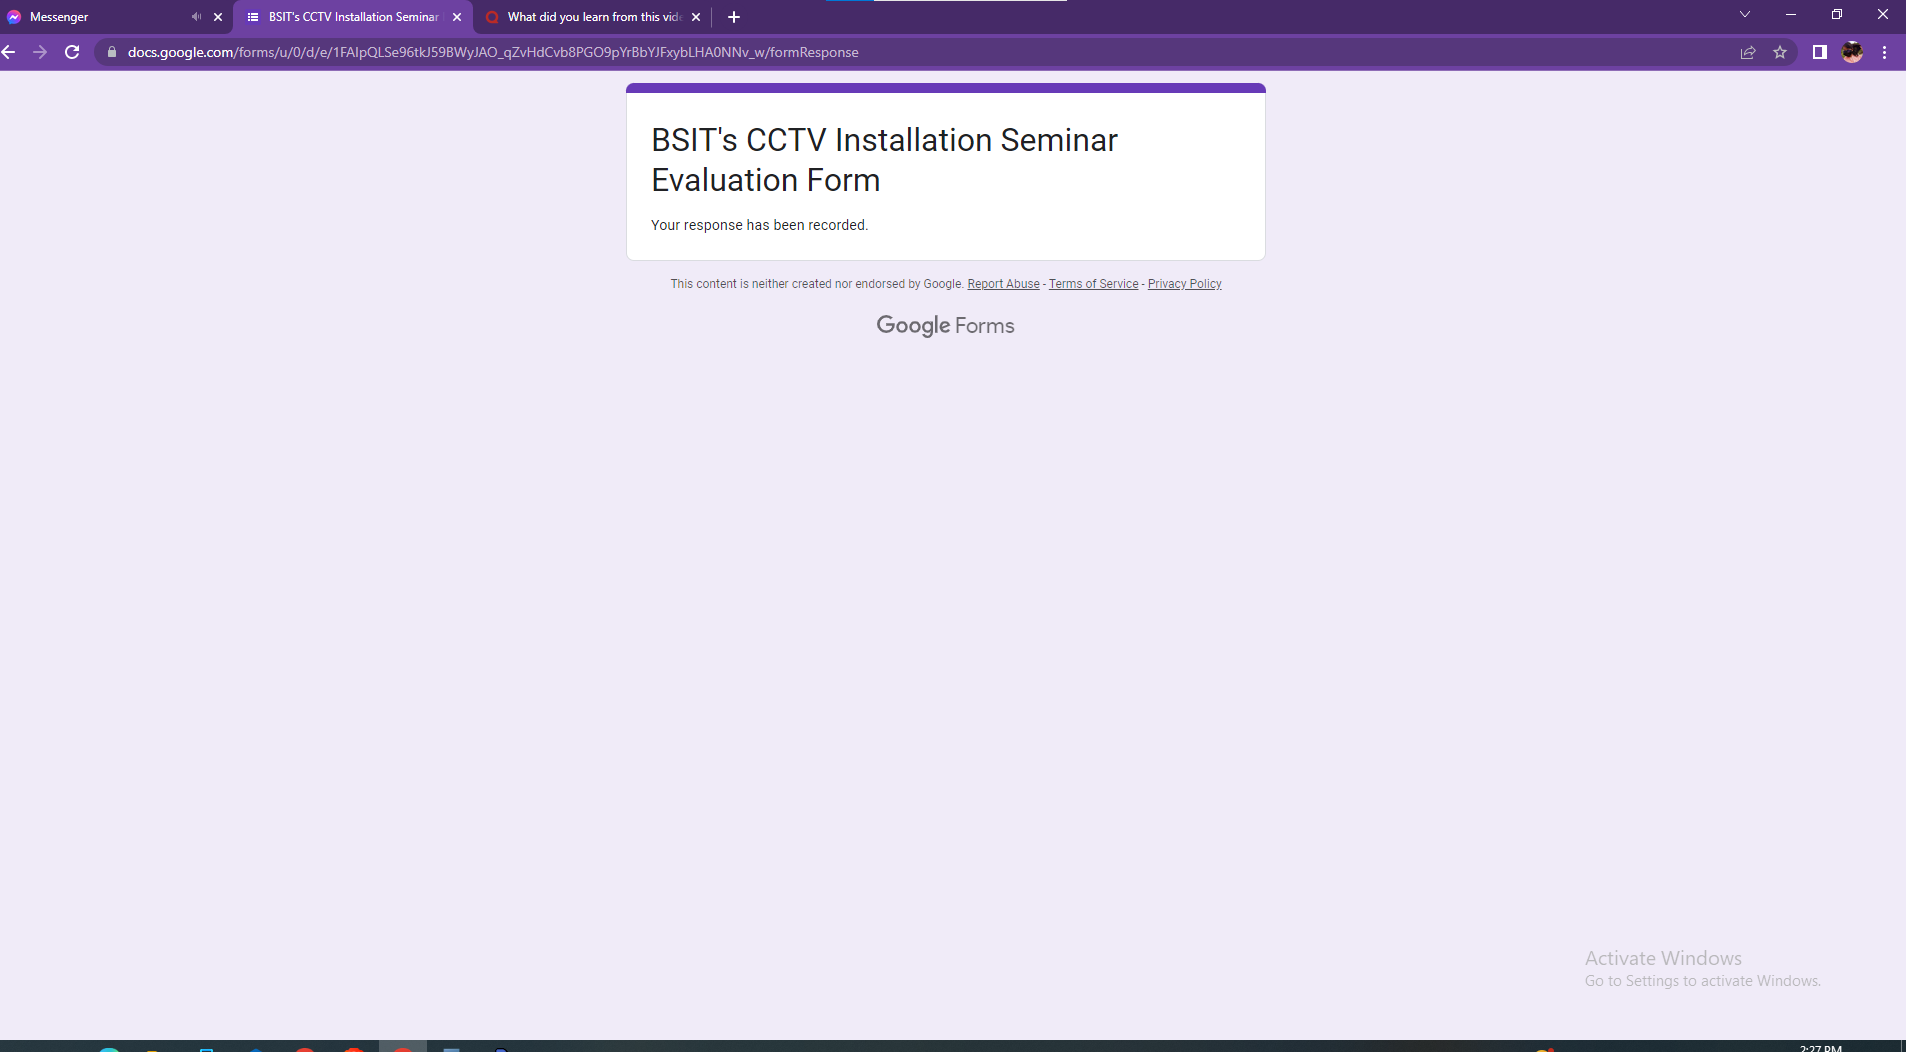 Messenger
BSIT's CCTV Installation Seminar
What did you learn from this vide
docs.google.com/forms/u/0/d/e/1FAIpQLSe96tkJ59BWyJAO_qZvHdCvb8PGO9pYrBbYJFxybLHA0NNv_w/formResponse
BSIT's CCTV Installation Seminar
Evaluation Form
Your response has been recorded.
This content is neither created nor endorsed by Google. Report Abuse - Terms of Service - Privacy Policy
Google Forms
Activate Windows
Go to Settings to activate Windows.
2:27 PM